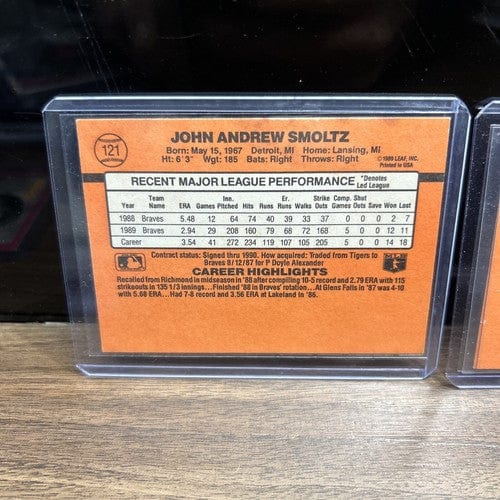 121
JOHN ANDREW SMOLTZ
Born: May 15, 1967 Detroit, MI Home: Lansing, MI
Ht: 6'3" Wgt: 185 Bats: Right Throws: Right
©1989 LEAF, INC.
Printed in USA
RECENT MAJOR LEAGUE PERFORMANCE *Denotes Led League
Year Team Name ERA Games Inn. Pitched Hits Runs Er. Runs Walks Strike Outs Comp. Games Shut Outs Save Won Lost
1988 Braves 5.48 12 64 74 40 39 33 37 0 0 0 2 7
1989 Braves 2.94 29 208 160 79 68 72 168 5 0 0 12 11
Career 3.54 41 272 234 119 107 105 205 5 0 0 14 18
Contract status: Signed thru 1990. How acquired: Traded from Tigers to
Braves 8/12/87 for P Doyle Alexander
CAREER HIGHLIGHTS
Recalled from Richmond in midseason in '88 after compiling 10-5 record and 2.79 ERA with 115
strikeouts in 135 1/3 innings...Finished '88 in Braves' rotation...At Glens Falls in '87 was 4-10
with 5.68 ERA...Had 7-8 record and 3.56 ERA at Lakeland in '86.